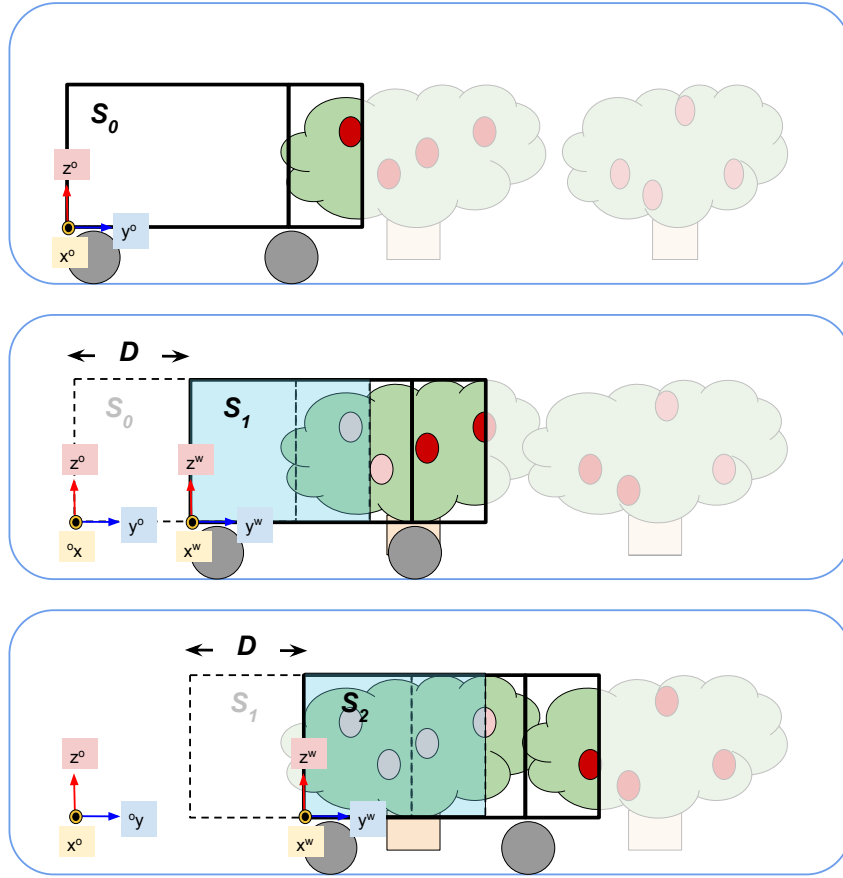 S₀
zᵒ
yᵒ
xᵒ
D
S₀
S₁
zᵒ
zʷ
yᵒ
yʷ
ᵒx
xʷ
D
S₁
S₂
zᵒ
zʷ
ᵒy
yʷ
xᵒ
xʷ